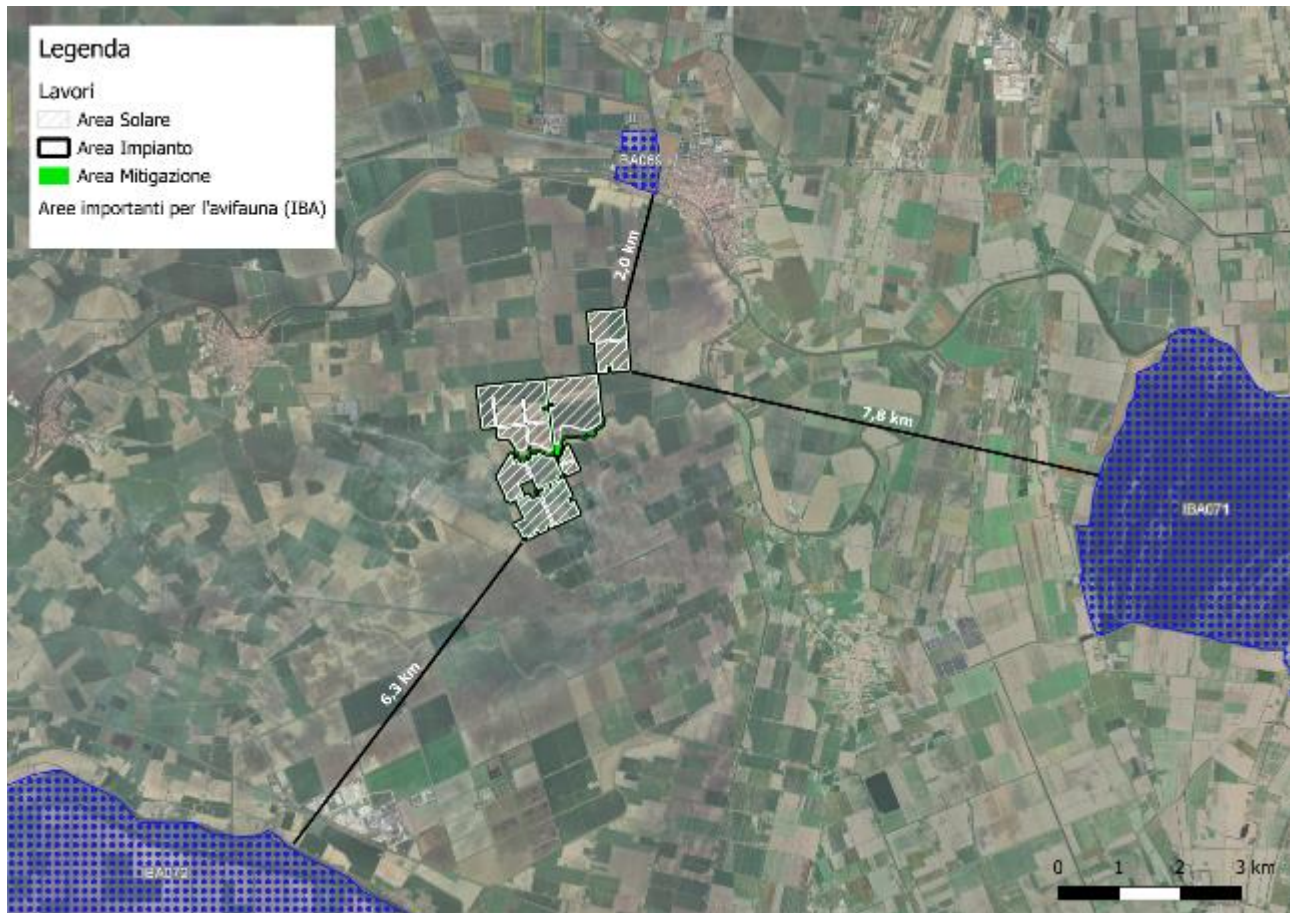 Legenda
Lavori
Area Solare
Area Impianto
Area Mitigazione
Aree importanti per l'avifauna (IBA)
2,0 km
7,8 km
IBA071
6,3 km
IBA072
0 1 2 3 km